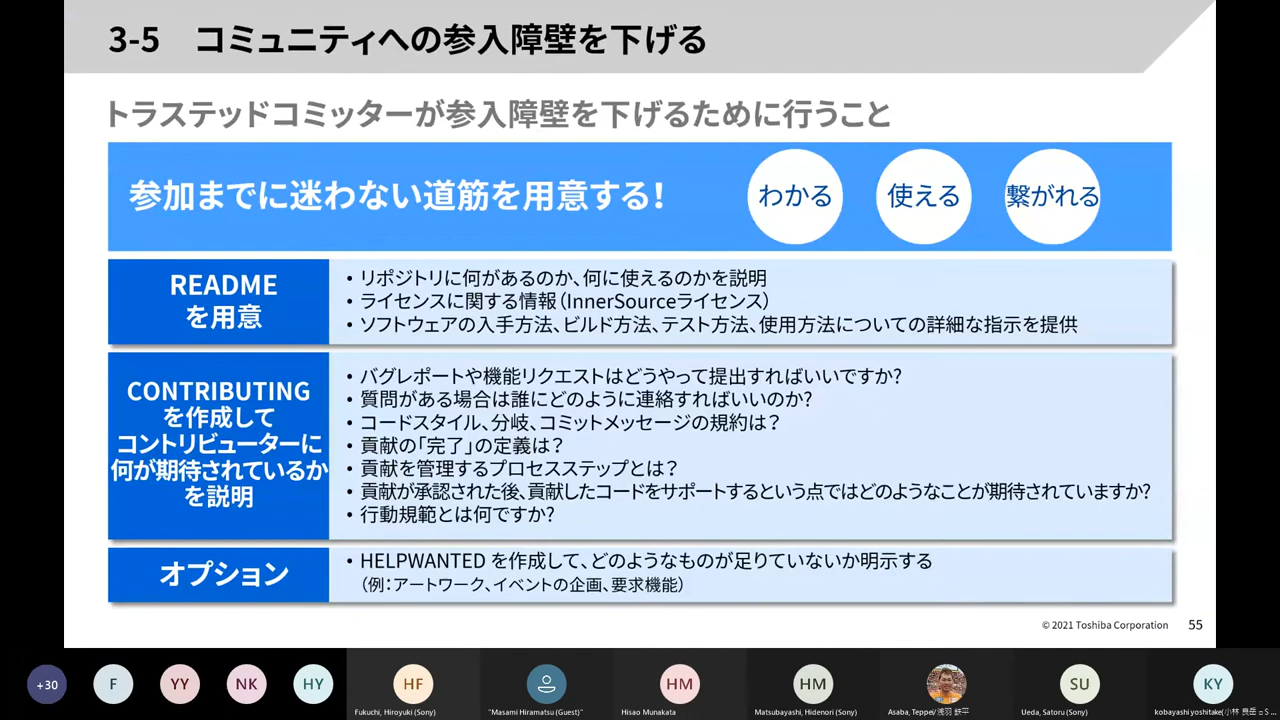 3-5 コミュニティへの参入障壁を下げる
トラステッドコミッターが参入障壁を下げるために行うこと
参加までに迷わない道筋を用意する!
わかる
使える
繋がれる
README
を用意
・リポジトリに何があるのか、何に使えるのかを説明
・ライセンスに関する情報（InnerSourceライセンス）
・ソフトウェアの入手方法、ビルド方法、テスト方法、使用方法についての詳細な指示を提供
CONTRIBUTING
を作成して
コントリビューターに
何が期待されているか
を説明
・バグレポートや機能リクエストはどうやって提出すればいいですか?
・質問がある場合は誰にどのように連絡すればいいのか?
・コードスタイル、分岐、コミットメッセージの規約は？
・貢献の「完了」の定義は？
・貢献を管理するプロセスステップとは？
・貢献が承認された後、貢献したコードをサポートするという点ではどのようなことが期待されていますか?
・行動規範とは何ですか?
オプション
・HELPWANTED を作成して、どのようなものが足りていないか明示する
（例：アートワーク、イベントの企画、要求機能）
© 2021 Toshiba Corporation 55
+30
F
YY
NK
HY
HF
HM
HM
SU
KY
Fukuchi, Hiroyuki (Sony)
"Masami Hiramatsu (Guest)"
Hisao Munakata
Matsubayashi, Hidenori (Sony)
Asaba, Teppei/浅羽 鉄平
Ueda, Satoru (Sony)
kobayashi yoshitake(小林 良岳